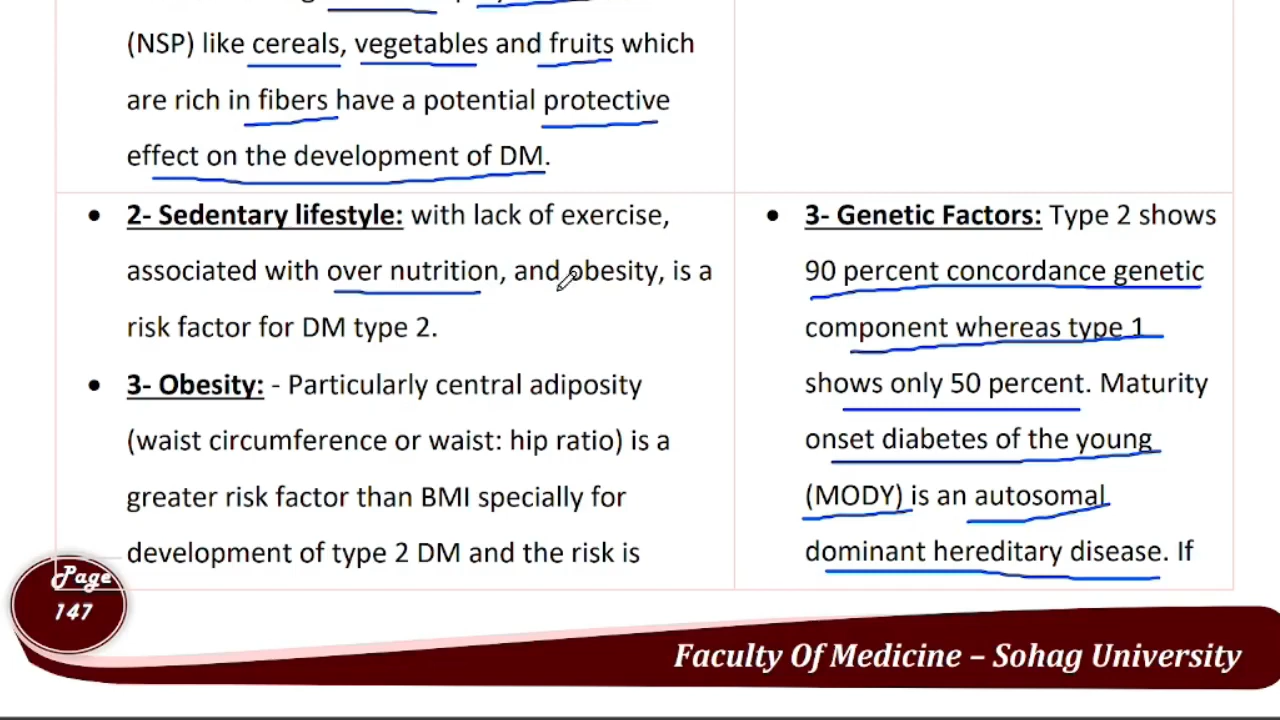 (NSP) like cereals, vegetables and fruits which
are rich in fibers have a potential protective
effect on the development of DM.
• 2- Sedentary lifestyle: with lack of exercise,
associated with over nutrition, and obesity, is a
risk factor for DM type 2.
• 3- Obesity: - Particularly central adiposity
(waist circumference or waist: hip ratio) is a
greater risk factor than BMI specially for
development of type 2 DM and the risk is
• 3- Genetic Factors: Type 2 shows
90 percent concordance genetic
component whereas type 1
shows only 50 percent. Maturity
onset diabetes of the young
(MODY) is an autosomal
dominant hereditary disease. If
Page
147
Faculty Of Medicine – Sohag University